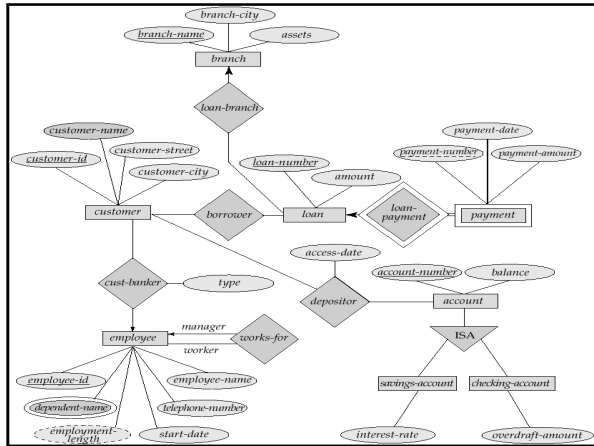 branch-city
branch-name
assets
branch
loan-branch
customer-name
payment-date
customer-street
loan-number
payment-number
customer-id
payment-amount
customer-city
amount
customer
borrower
loan
loan-
payment
payment
access-date
account-number
balance
cust-banker
type
depositor
account
manager
ISA
employee
works-for
worker
employee-id
employee-name
savings-account
checking-account
dependent-name
telephone-number
employment-
length
start-date
interest-rate
overdraft-amount